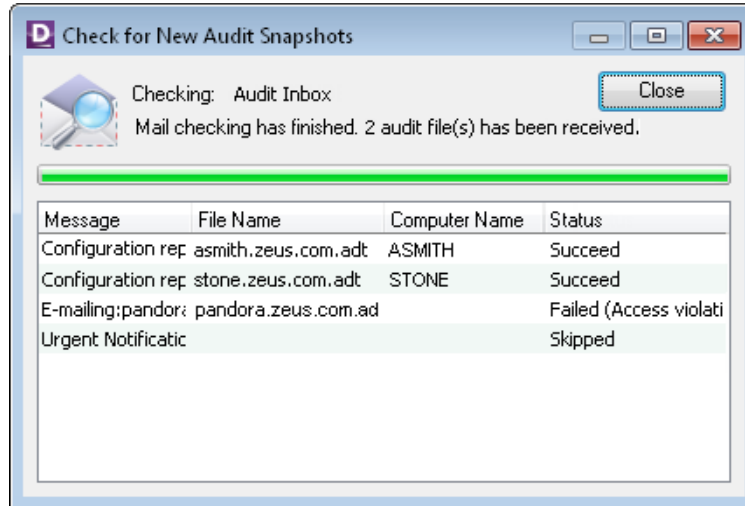 D Check for New Audit Snapshots
Checking: Audit Inbox Close
Mail checking has finished. 2 audit file(s) has been received.
Message File Name Computer Name Status
Configuration rep asmith.zeus.com.adt ASMITH Succeed
Configuration rep stone.zeus.com.adt STONE Succeed
E-mailing:pandora pandora.zeus.com.ad Failed (Access violati
Urgent Notificatic Skipped